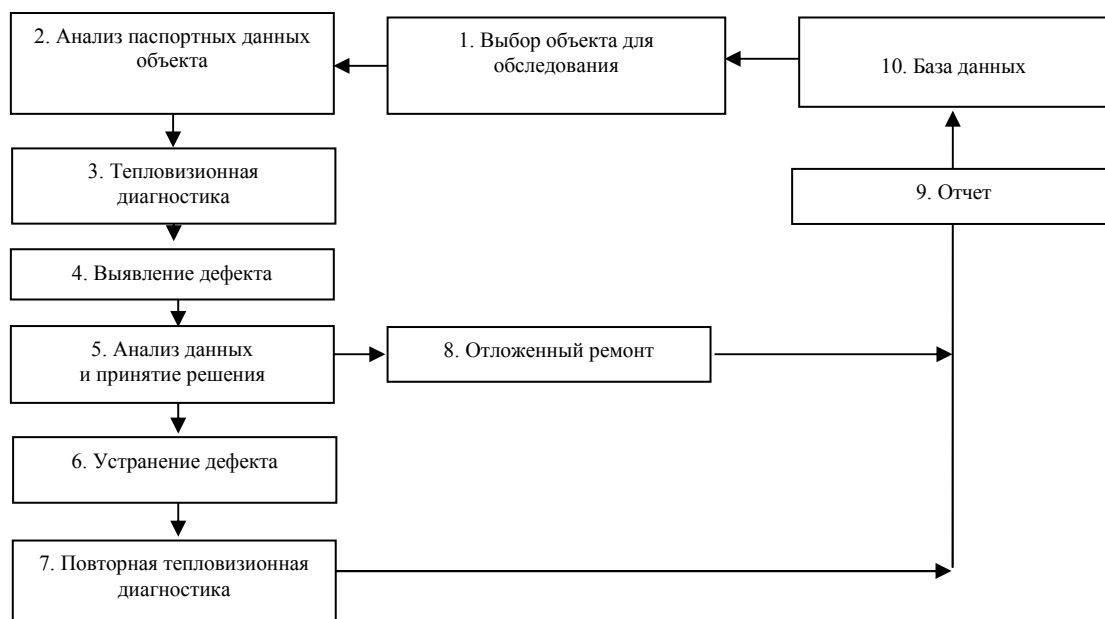 2. Анализ паспортных данных
объекта
1. Выбор объекта для
обследования
10. База данных
3. Тепловизионная
диагностика
9. Отчет
4. Выявление дефекта
5. Анализ данных
и принятие решения
8. Отложенный ремонт
6. Устранение дефекта
7. Повторная тепловизионная
диагностика